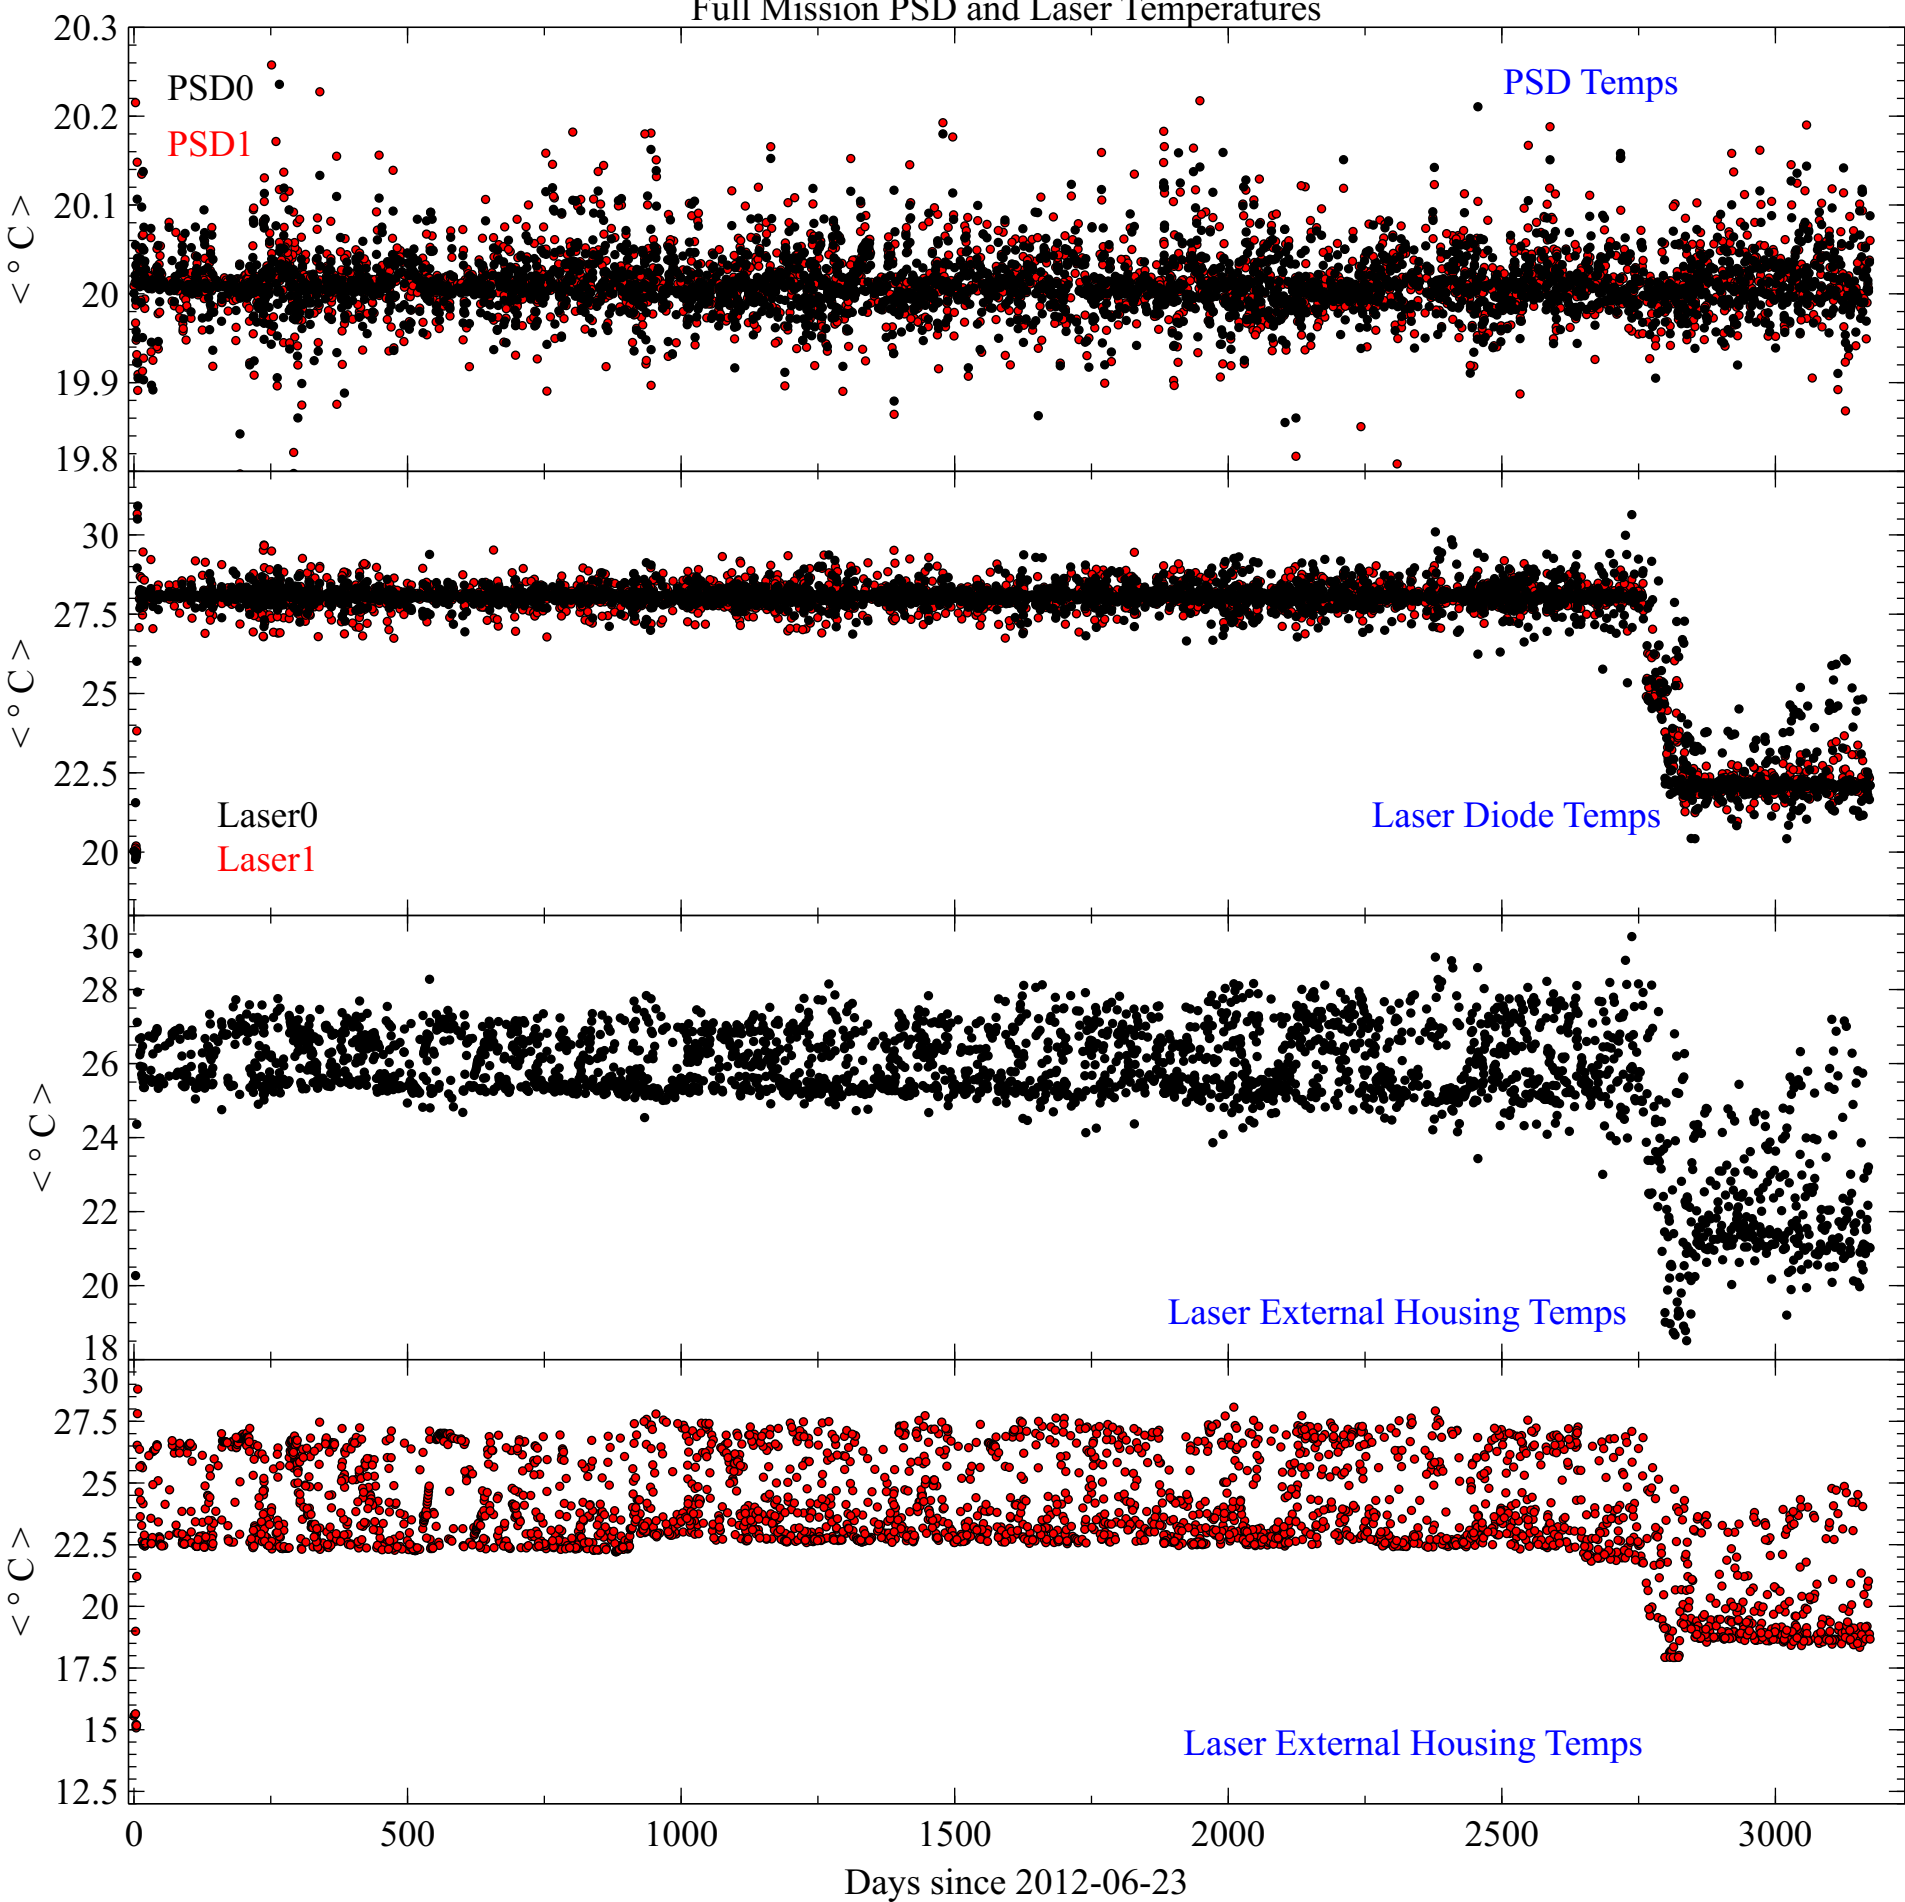 Full Mission PSD and Laser Temperatures
20.3
PSD0
PSD Temps
20.2
PSD1
20.1
20
19.9
19.8
< ° C >
30
27.5
25
22.5
20
< ° C >
Laser0
Laser1
Laser Diode Temps
30
28
26
24
22
20
18
< ° C >
Laser External Housing Temps
30
27.5
25
22.5
20
17.5
15
12.5
< ° C >
Laser External Housing Temps
0 500 1000 1500 2000 2500 3000
Days since 2012-06-23